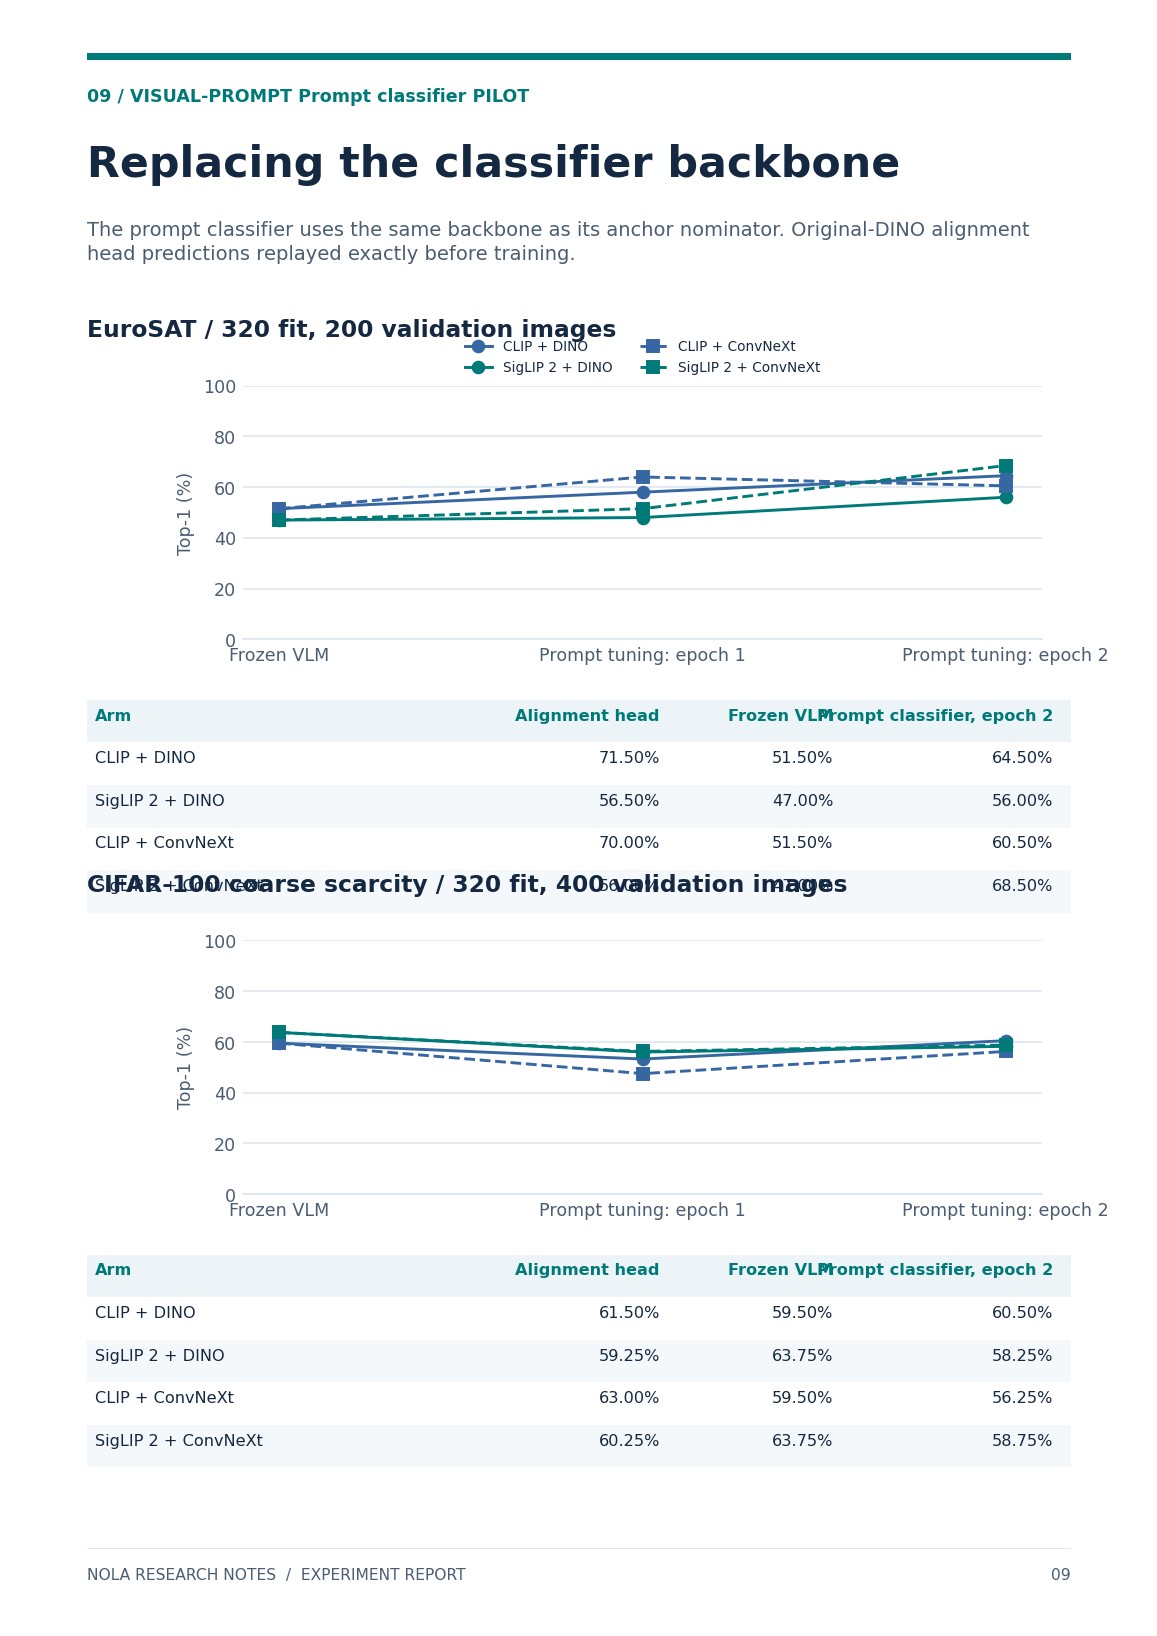 09 / VISUAL-PROMPT Prompt classifier PILOT
Replacing the classifier backbone
The prompt classifier uses the same backbone as its anchor nominator. Original-DINO alignment
head predictions replayed exactly before training.
EuroSAT / 320 fit, 200 validation images
CLIP + DINO CLIP + ConvNeXt
SigLIP 2 + DINO SigLIP 2 + ConvNeXt
100
80
60
40
20
0
Top-1 (%)
Frozen VLM Prompt tuning: epoch 1 Prompt tuning: epoch 2
Arm Alignment head Frozen VLM Prompt classifier, epoch 2
CLIP + DINO 71.50% 51.50% 64.50%
SigLIP 2 + DINO 56.50% 47.00% 56.00%
CLIP + ConvNeXt 70.00% 51.50% 60.50%
SigLIP 2 + ConvNeXt 56.00% 47.00% 68.50%
CIFAR-100 coarse scarcity / 320 fit, 400 validation images
100
80
60
40
20
0
Top-1 (%)
Frozen VLM Prompt tuning: epoch 1 Prompt tuning: epoch 2
Arm Alignment head Frozen VLM Prompt classifier, epoch 2
CLIP + DINO 61.50% 59.50% 60.50%
SigLIP 2 + DINO 59.25% 63.75% 58.25%
CLIP + ConvNeXt 63.00% 59.50% 56.25%
SigLIP 2 + ConvNeXt 60.25% 63.75% 58.75%
NOLA RESEARCH NOTES / EXPERIMENT REPORT 09